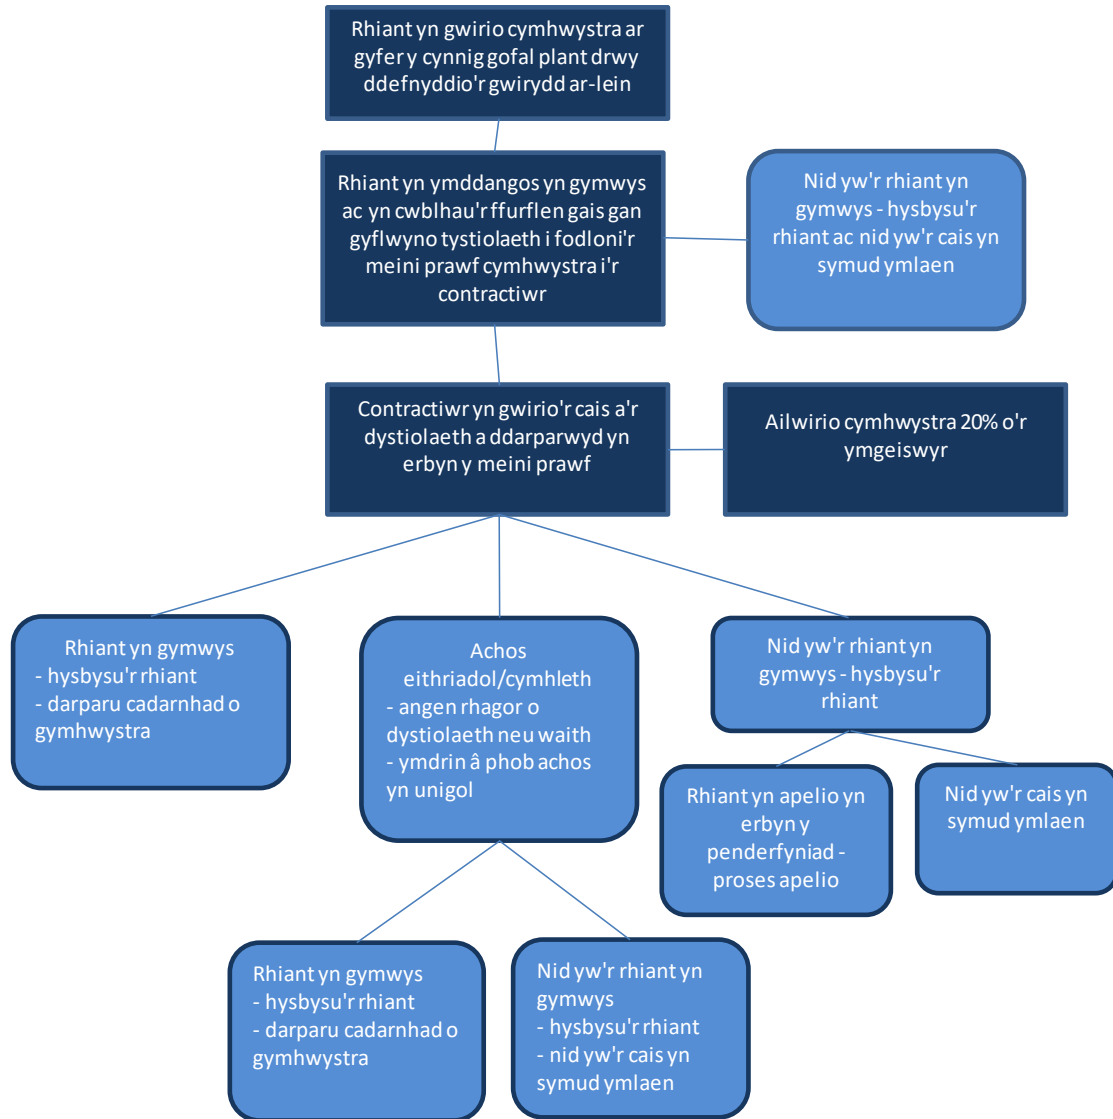 Rhiant yn gwirio cymhwystra ar
gyfer y cynnig gofal plant drwy
ddefnyddio'r gwirydd ar-lein
Rhiant yn ymddangos yn gymwys
ac yn cwblhau'r ffurflen gais gan
gyflwyno tystiolaeth i fodloni'r
meini prawf cymhwystra i'r
contractiwr
Nid yw'r rhiant yn
gymwys - hysbysu'r
rhiant ac nid yw'r cais yn
symud ymlaen
Contractiwr yn gwirio'r cais a'r
dystiolaeth a ddarparwyd yn
erbyn y meini prawf
Ailwirio cymhwystra 20% o'r
ymgeiswyr
Rhiant yn gymwys
- hysbysu'r rhiant
- darparu cadarnhad o
gymhwystra
Achos
eithriadol/cymhleth
- angen rhagor o
dystiolaeth neu waith
- ymdrin â phob achos
yn unigol
Nid yw'r rhiant yn
gymwys - hysbysu'r
rhiant
Rhiant yn apelio yn
erbyn y
penderfyniad -
proses apelio
Nid yw'r cais yn
symud ymlaen
Rhiant yn gymwys
- hysbysu'r rhiant
- darparu cadarnhad o
gymhwystra
Nid yw'r rhiant yn
gymwys
- hysbysu'r rhiant
- nid yw'r cais yn
symud ymlaen